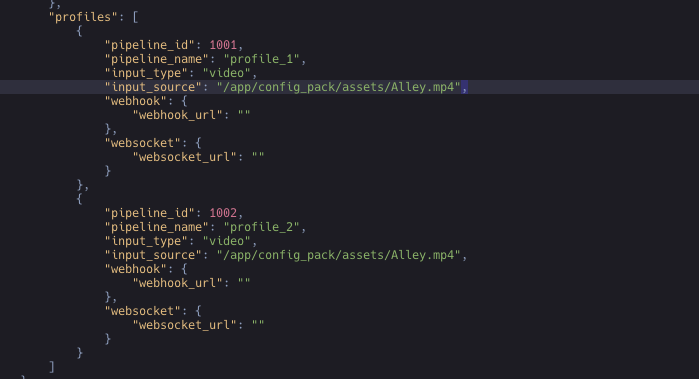 },
"profiles": [
{
"pipeline_id": 1001,
"pipeline_name": "profile_1",
"input_type": "video",
"input_source": "/app/config_pack/assets/Alley.mp4",
"webhook": {
"webhook_url": ""
},
"websocket": {
"websocket_url": ""
}
},
{
"pipeline_id": 1002,
"pipeline_name": "profile_2",
"input_type": "video",
"input_source": "/app/config_pack/assets/Alley.mp4",
"webhook": {
"webhook_url": ""
},
"websocket": {
"websocket_url": ""
}
}
]
}